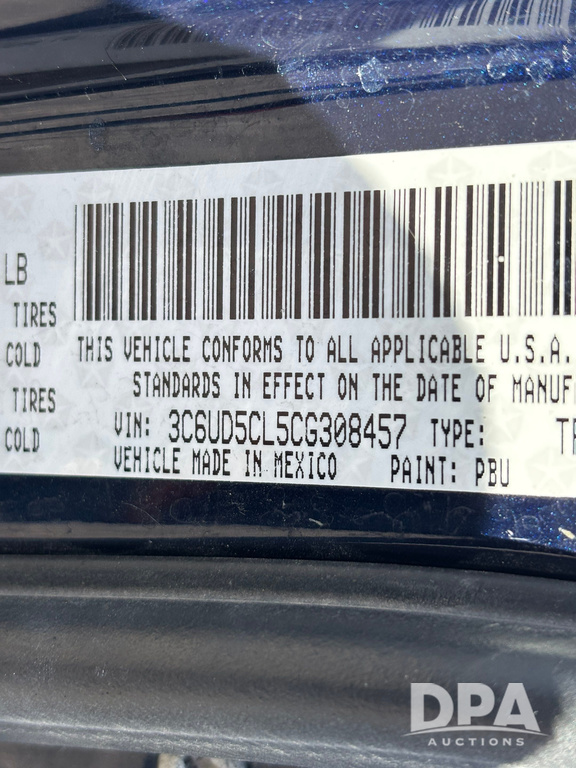 LB
TIRES
COLD
TIRES
COLD
THIS VEHICLE CONFORMS TO ALL APPLICABLE U.S.A.
STANDARDS IN EFFECT ON THE DATE OF MANUF
VIN: 3C6UD5CL5CG308457 TYPE: TR
VEHICLE MADE IN MEXICO PAINT: PBU
DPA
AUCTIONS